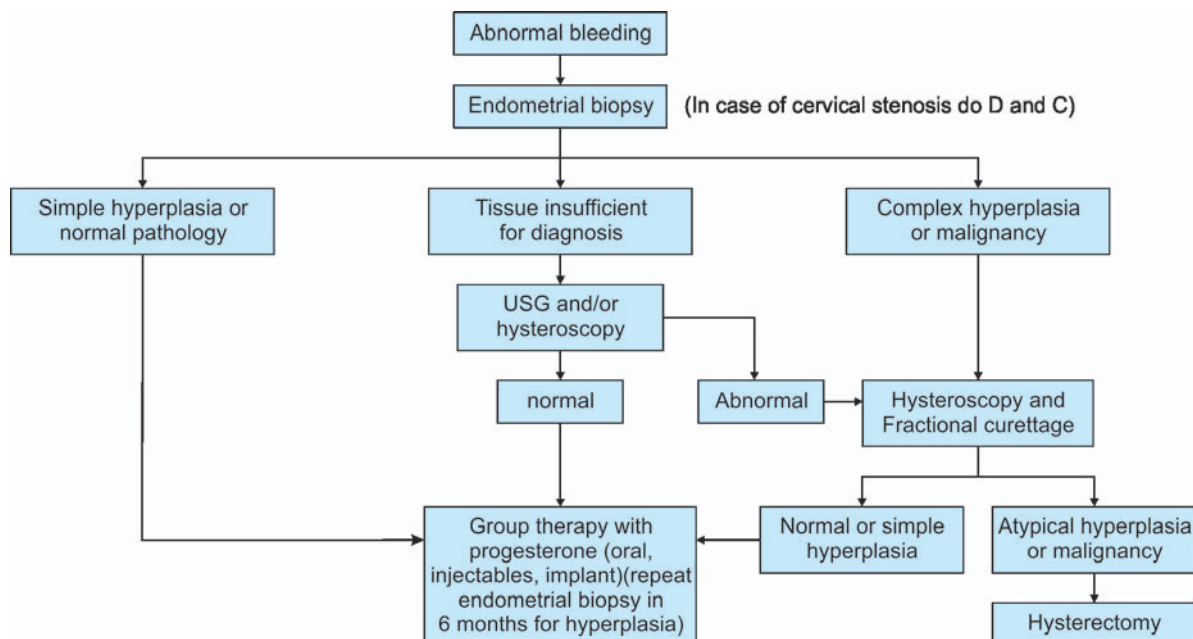 Abnormal bleeding
Endometrial biopsy
(In case of cervical stenosis do D and C)
Simple hyperplasia or
normal pathology
Tissue insufficient
for diagnosis
Complex hyperplasia
or malignancy
USG and/or
hysteroscopy
normal
Abnormal
Hysteroscopy and
Fractional curettage
Group therapy with
progesterone (oral,
injectables, implant)(repeat
endometrial biopsy in
6 months for hyperplasia)
Normal or simple
hyperplasia
Atypical hyperplasia
or malignancy
Hysterectomy